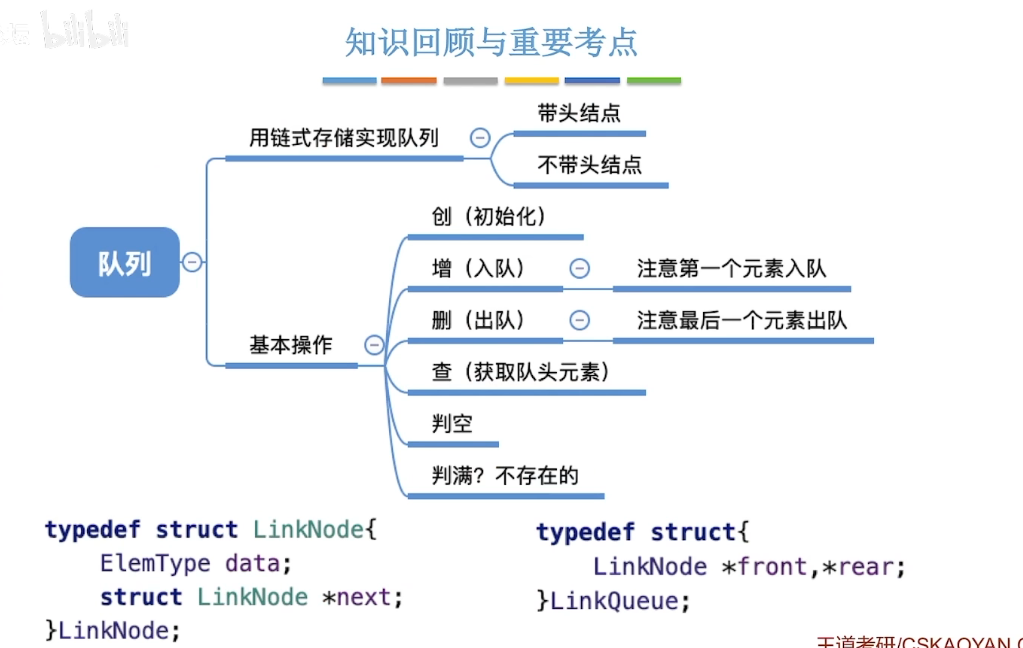 bilibili
知识回顾与重要考点
队列
用链式存储实现队列
带头结点
不带头结点
基本操作
创（初始化）
增（入队）
注意第一个元素入队
删（出队）
注意最后一个元素出队
查（获取队头元素）
判空
判满？不存在的
typedef struct LinkNode{
ElemType data;
struct LinkNode *next;
}LinkNode;
typedef struct{
LinkNode *front,*rear;
}LinkQueue;
王道考研/CSKAOYAN.